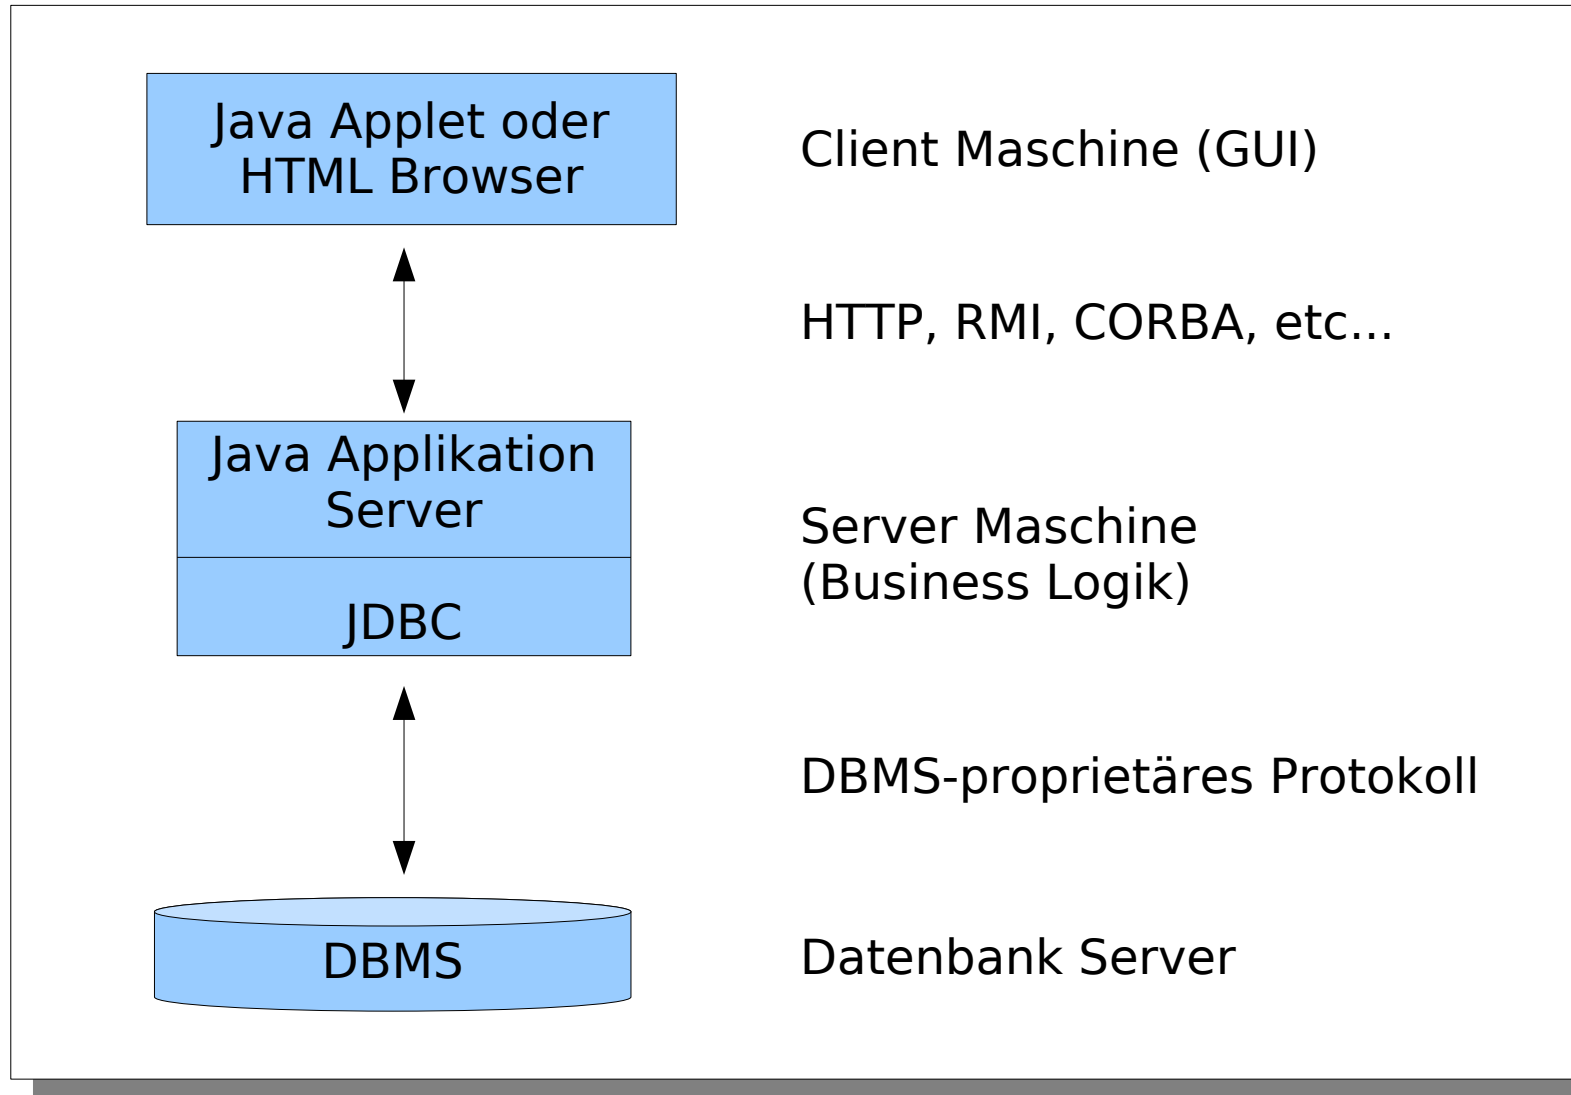 Java Applet oder
HTML Browser
Client Maschine (GUI)
HTTP, RMI, CORBA, etc...
Java Applikation
Server
JDBC
Server Maschine
(Business Logik)
DBMS-proprietäres Protokoll
DBMS
Datenbank Server